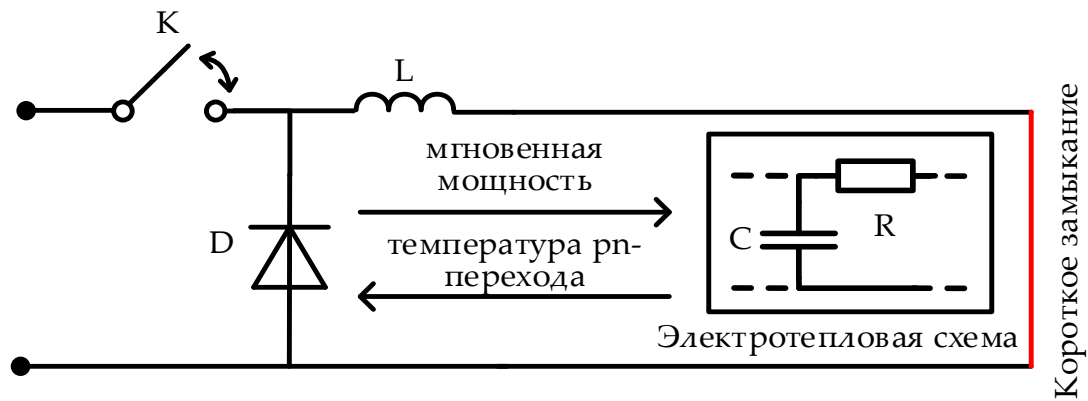 K
L
мгновенная
мощность
D
температура pn-
перехода
C
R
Электротепловая схема
Короткое замыкание